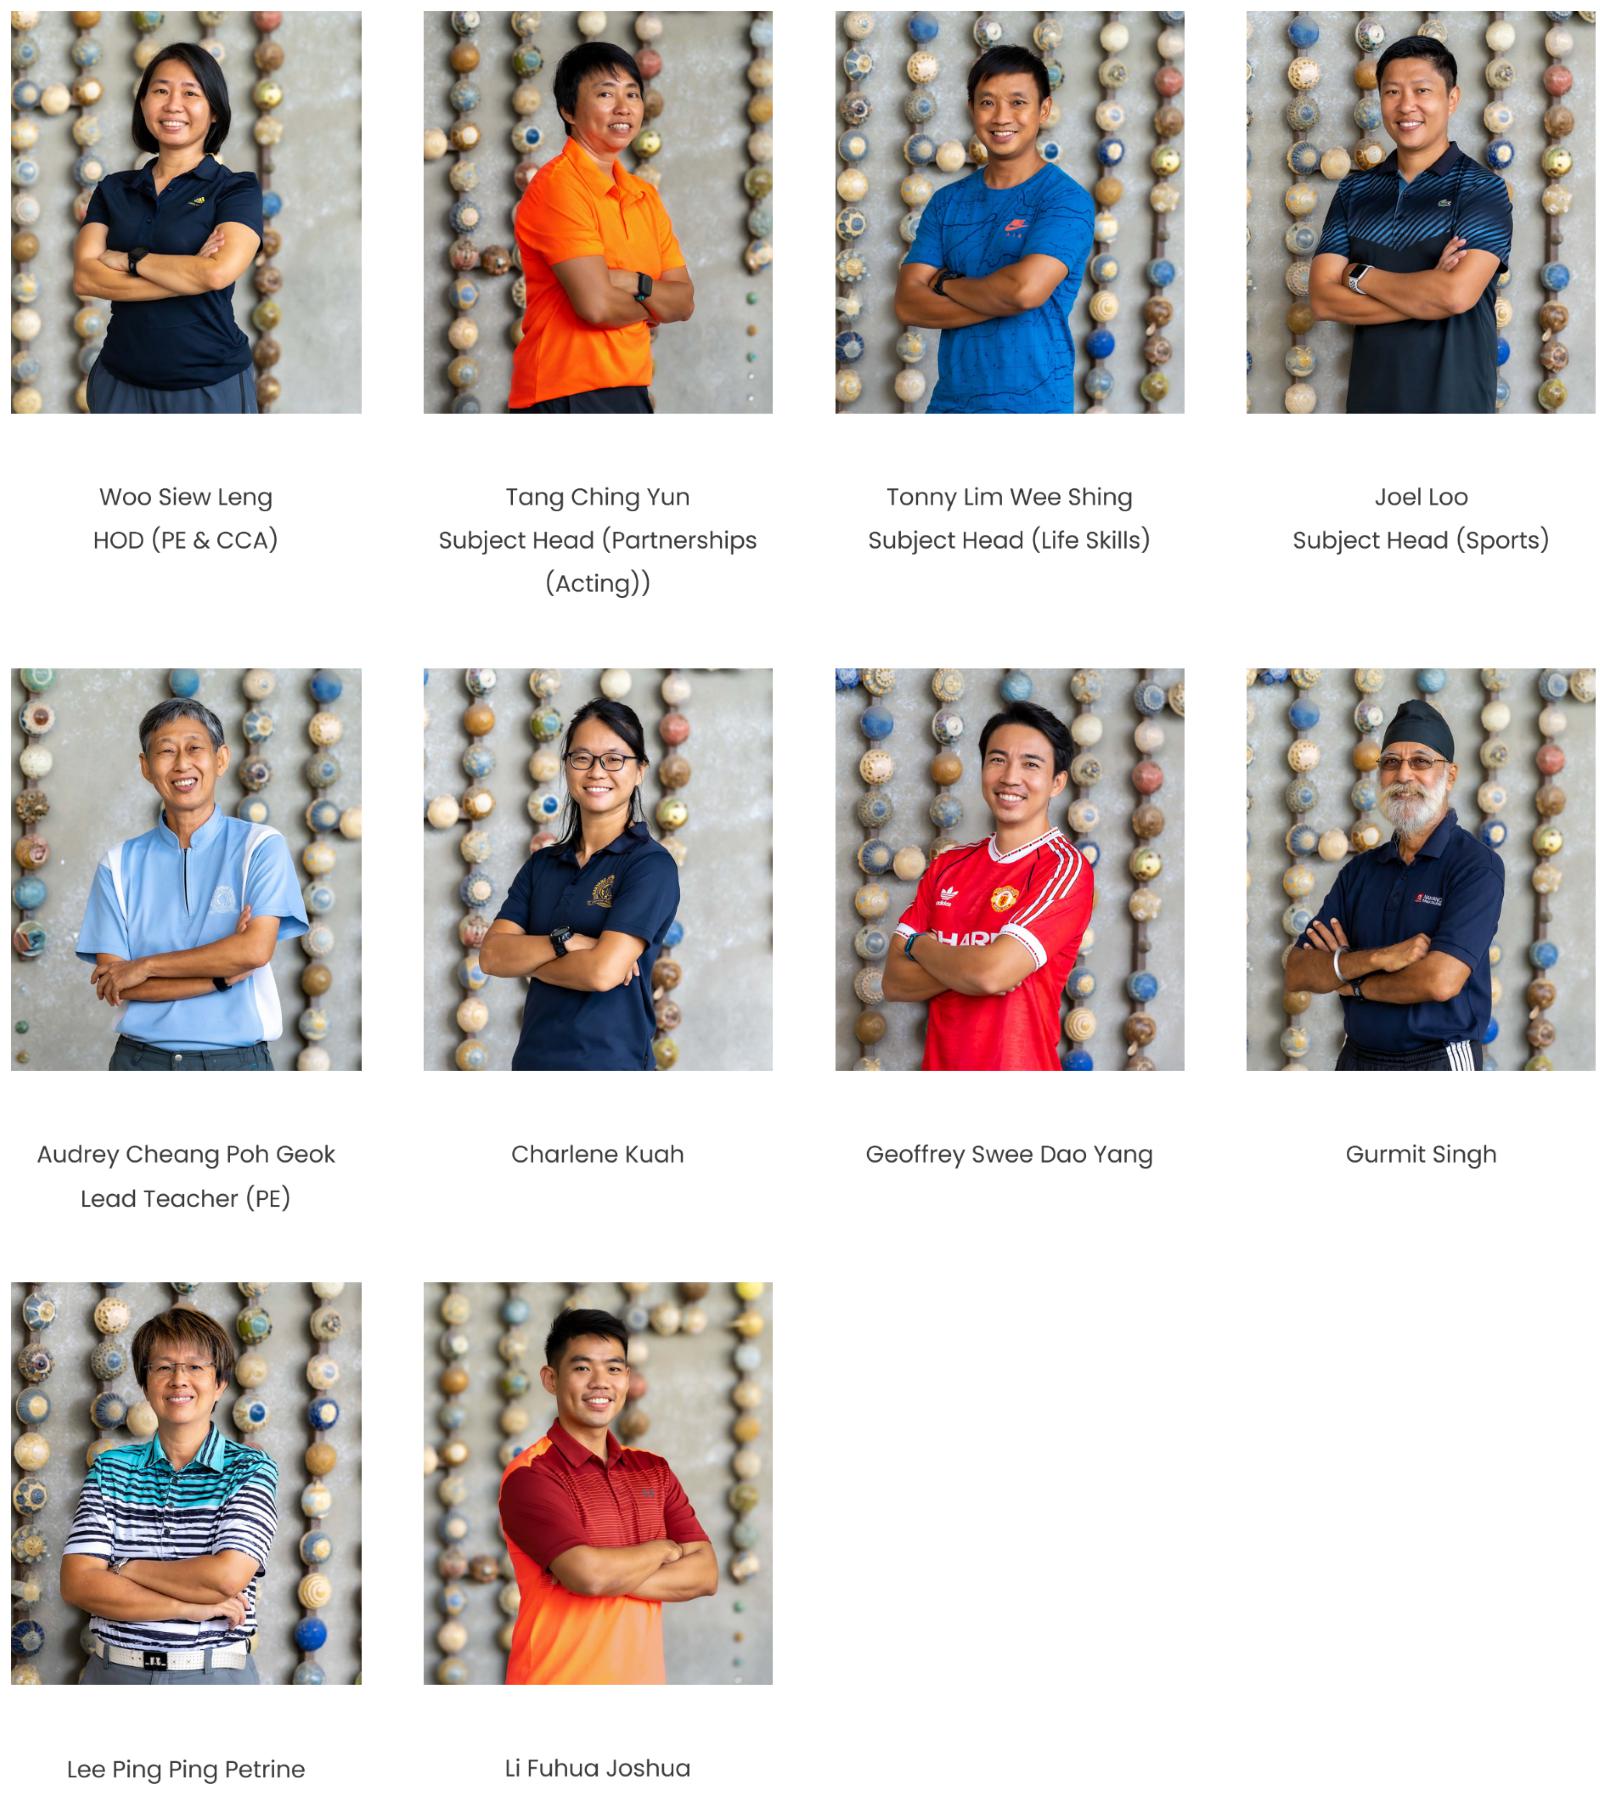 Woo Siew Leng
HOD (PE & CCA)
Tang Ching Yun
Subject Head (Partnerships
(Acting))
Tonny Lim Wee Shing
Subject Head (Life Skills)
Joel Loo
Subject Head (Sports)
adidas
SHARP
Audrey Cheang Poh Geok
Lead Teacher (PE)
Charlene Kuah
Geoffrey Swee Dao Yang
Gurmit Singh
Lee Ping Ping Petrine
Li Fuhua Joshua